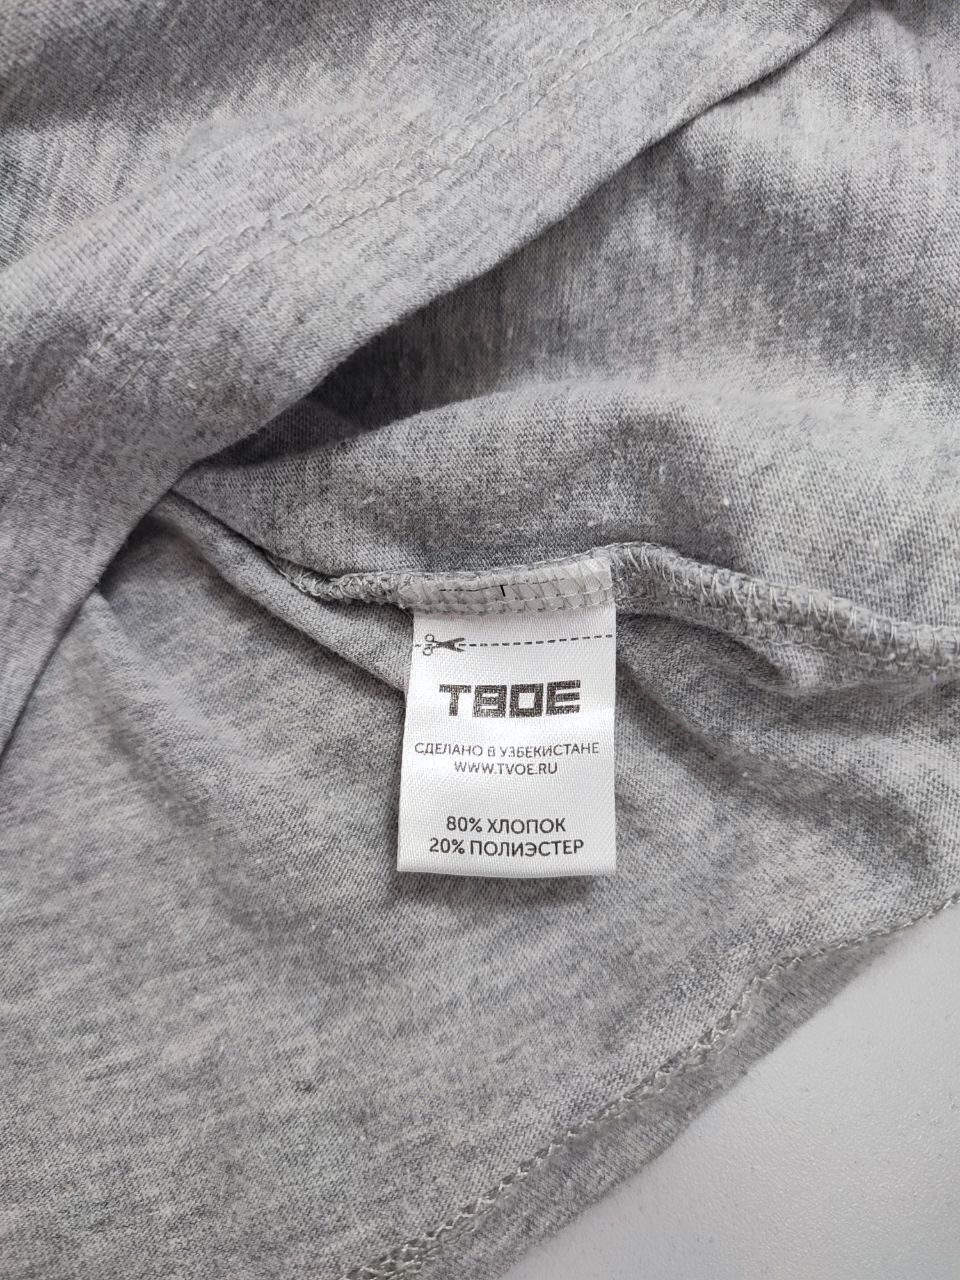 ТВОЕ
СДЕЛАНО В УЗБЕКИСТАНЕ
WWW.TVOE.RU
80% ХЛОПОК
20% ПОЛИЭСТЕР